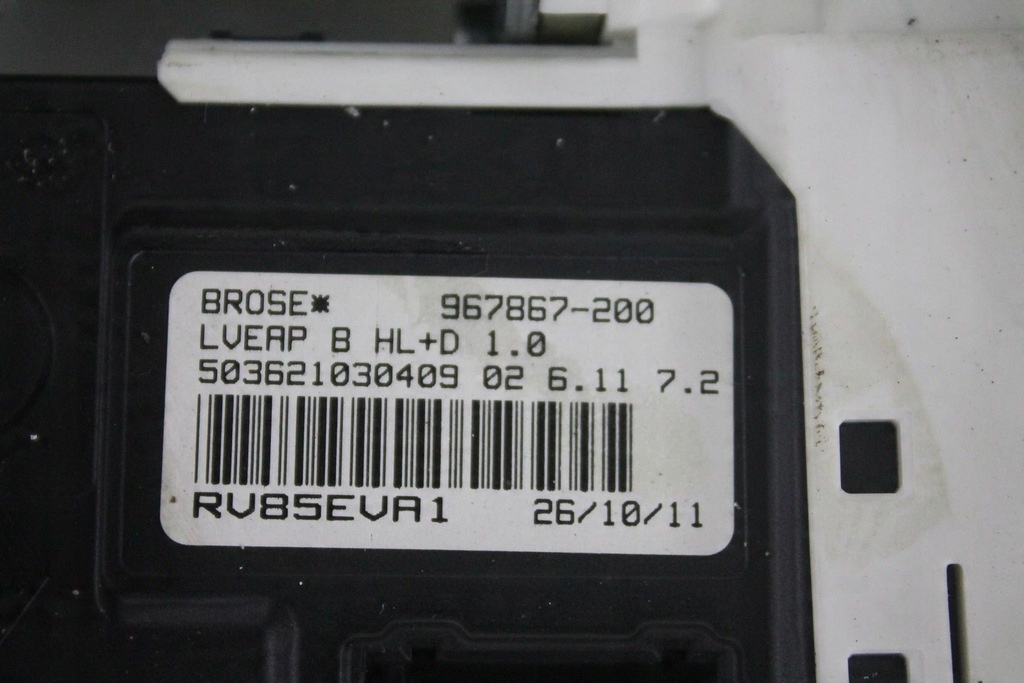 BROSE* 967867-200
LVEAP B HL+D 1.0
503621030409 02 6.11 7.2
RV85EVA1 26/10/11